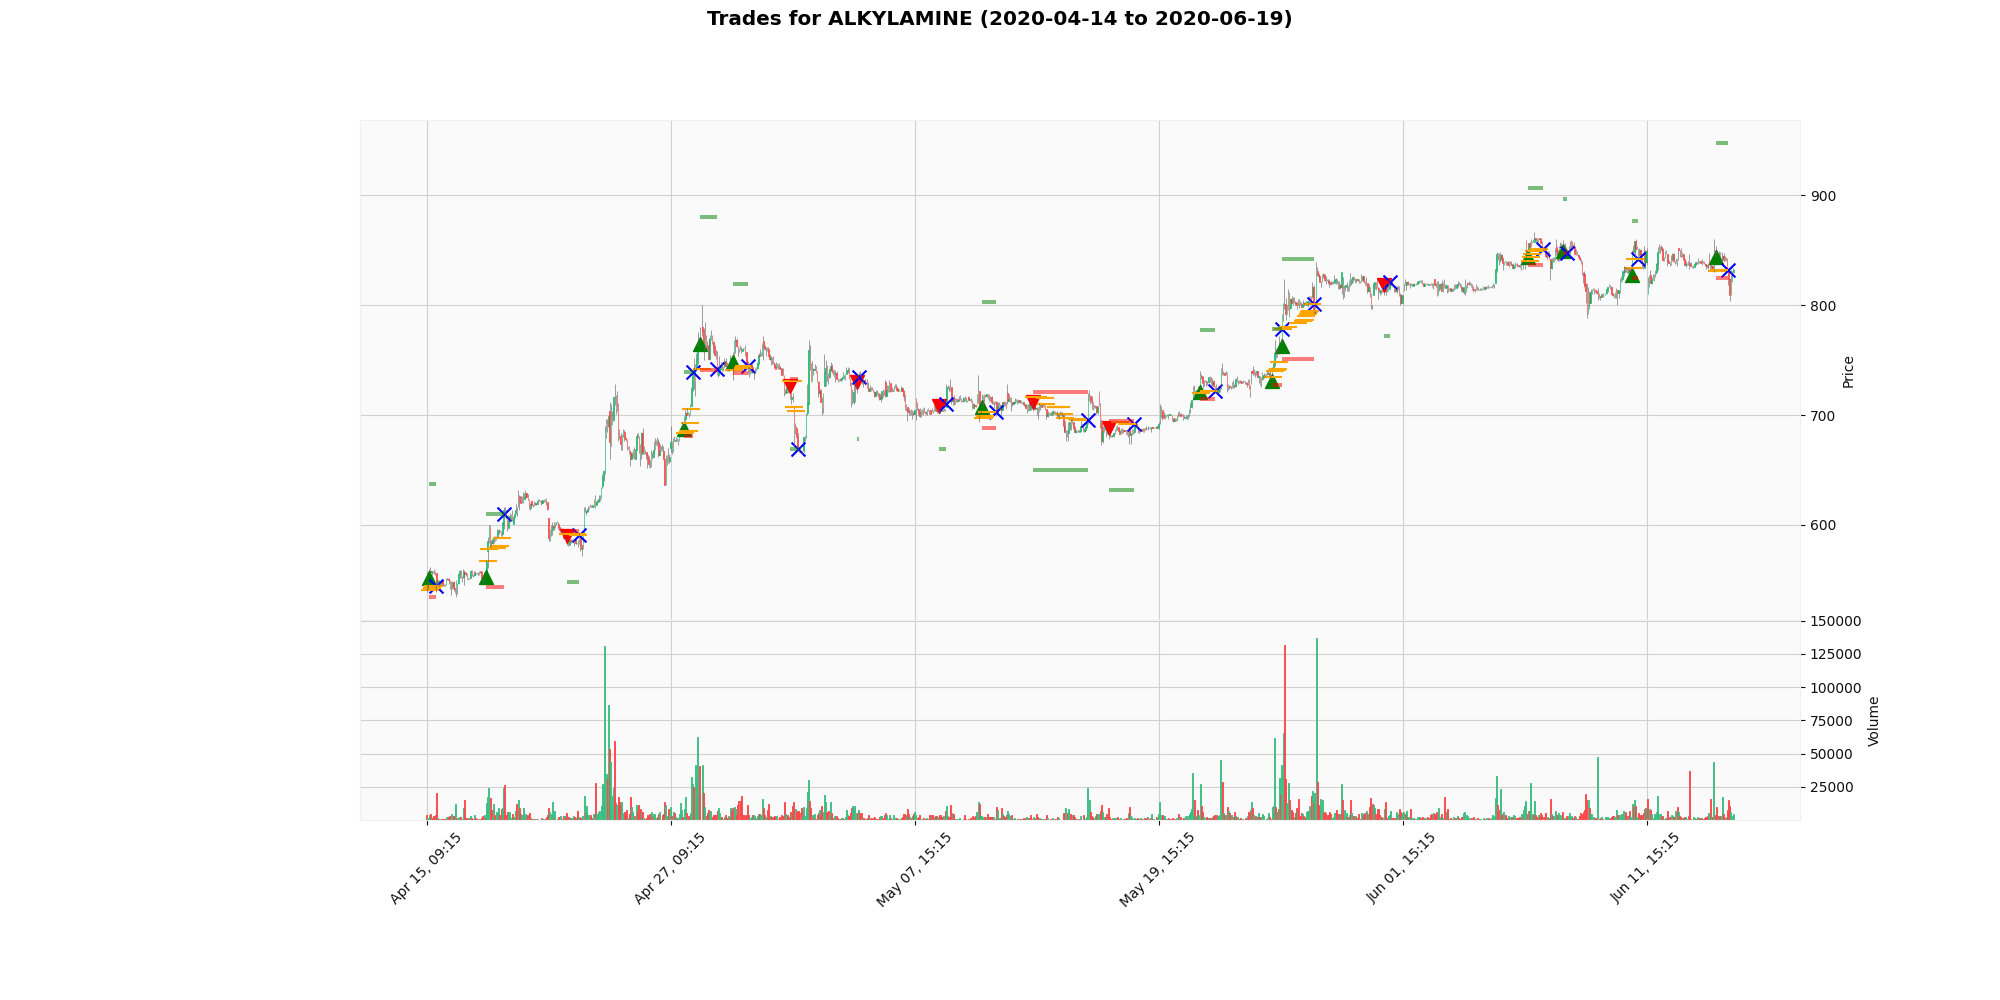 Trades for ALKYLAMINE (2020-04-14 to 2020-06-19)
900
800
700
600
Price
150000
125000
100000
75000
50000
25000
Volume
Apr 15, 09:15
Apr 27, 09:15
May 07, 15:15
May 19, 15:15
Jun 01, 15:15
Jun 11, 15:15